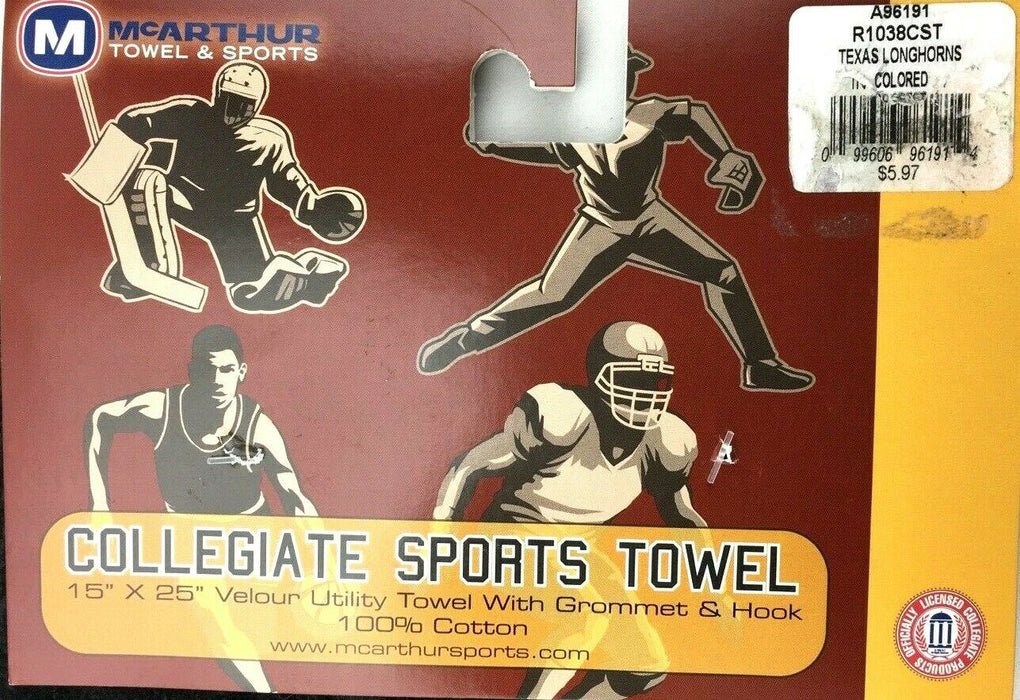 M
McARTHUR
TOWEL & SPORTS
A96191
R1038CST
TEXAS LONGHORNS
COLORED
0 99606 96191 4
$5.97
COLLEGIATE SPORTS TOWEL
15" X 25" Velour Utility Towel With Grommet & Hook
100% Cotton
www.mcarthursports.com
OFFICIALLY LICENSED COLLEGIATE PRODUCTS